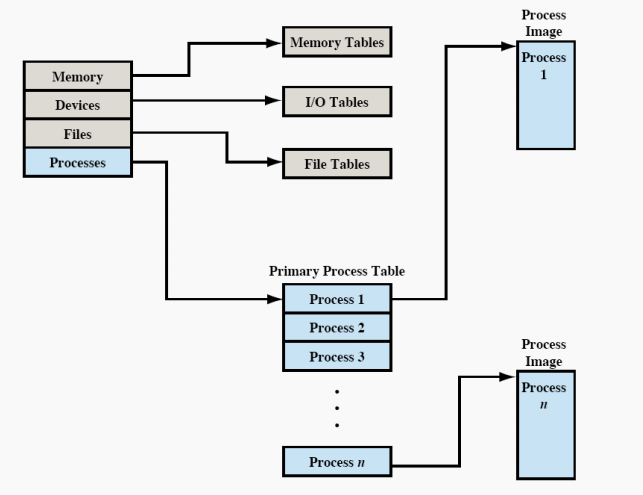 Process
Image
Memory Tables
Process
1
Memory
Devices
I/O Tables
Files
Processes
File Tables
Primary Process Table
Process 1
Process 2
Process 3
.
.
.
Process n
Process
Image
Process
n